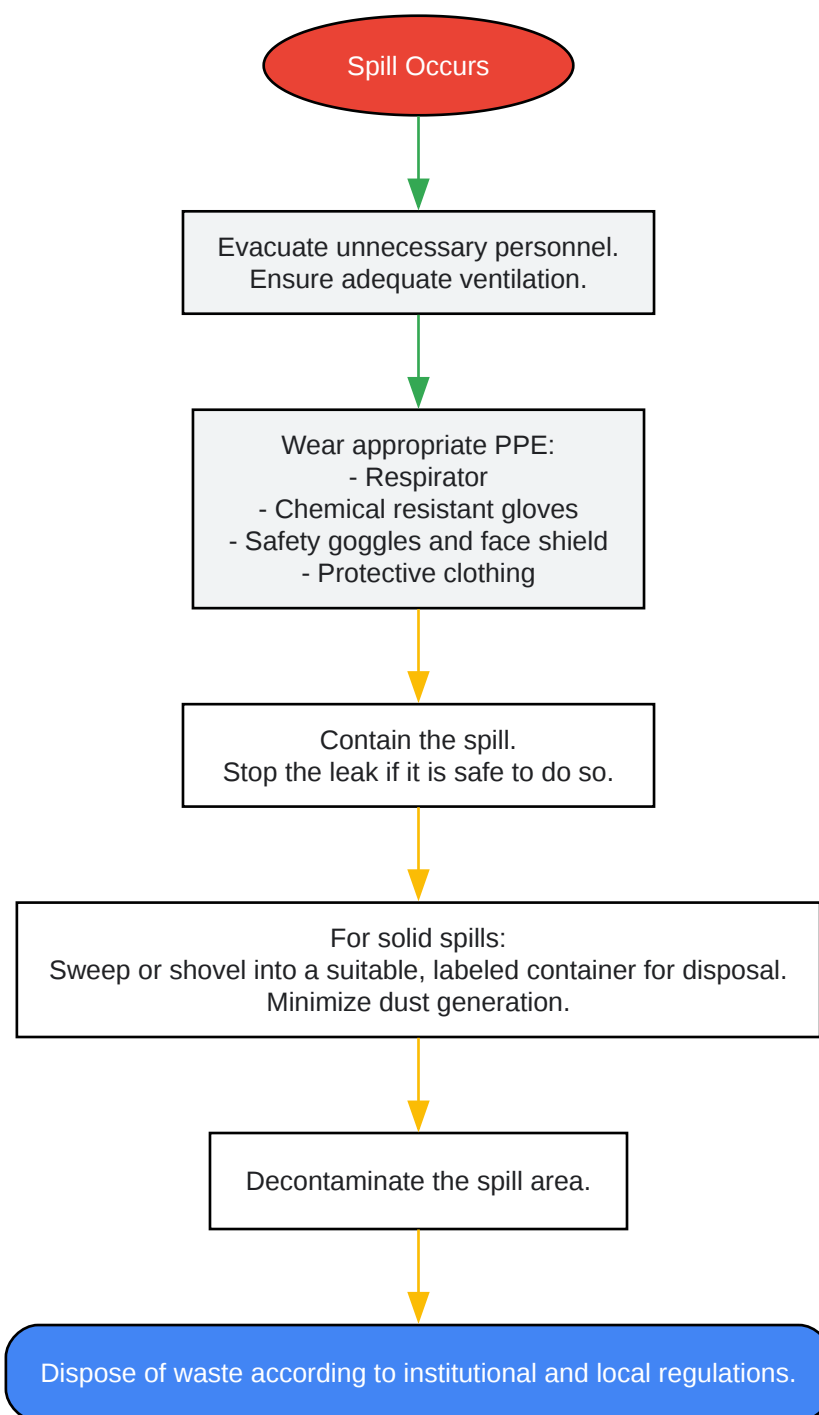 Spill Occurs
Evacuate unnecessary personnel.
Ensure adequate ventilation.
Wear appropriate PPE:
- Respirator
- Chemical resistant gloves
- Safety goggles and face shield
- Protective clothing
Contain the spill.
Stop the leak if it is safe to do so.
For solid spills:
Sweep or shovel into a suitable, labeled container for disposal.
Minimize dust generation.
Decontaminate the spill area.
Dispose of waste according to institutional and local regulations.